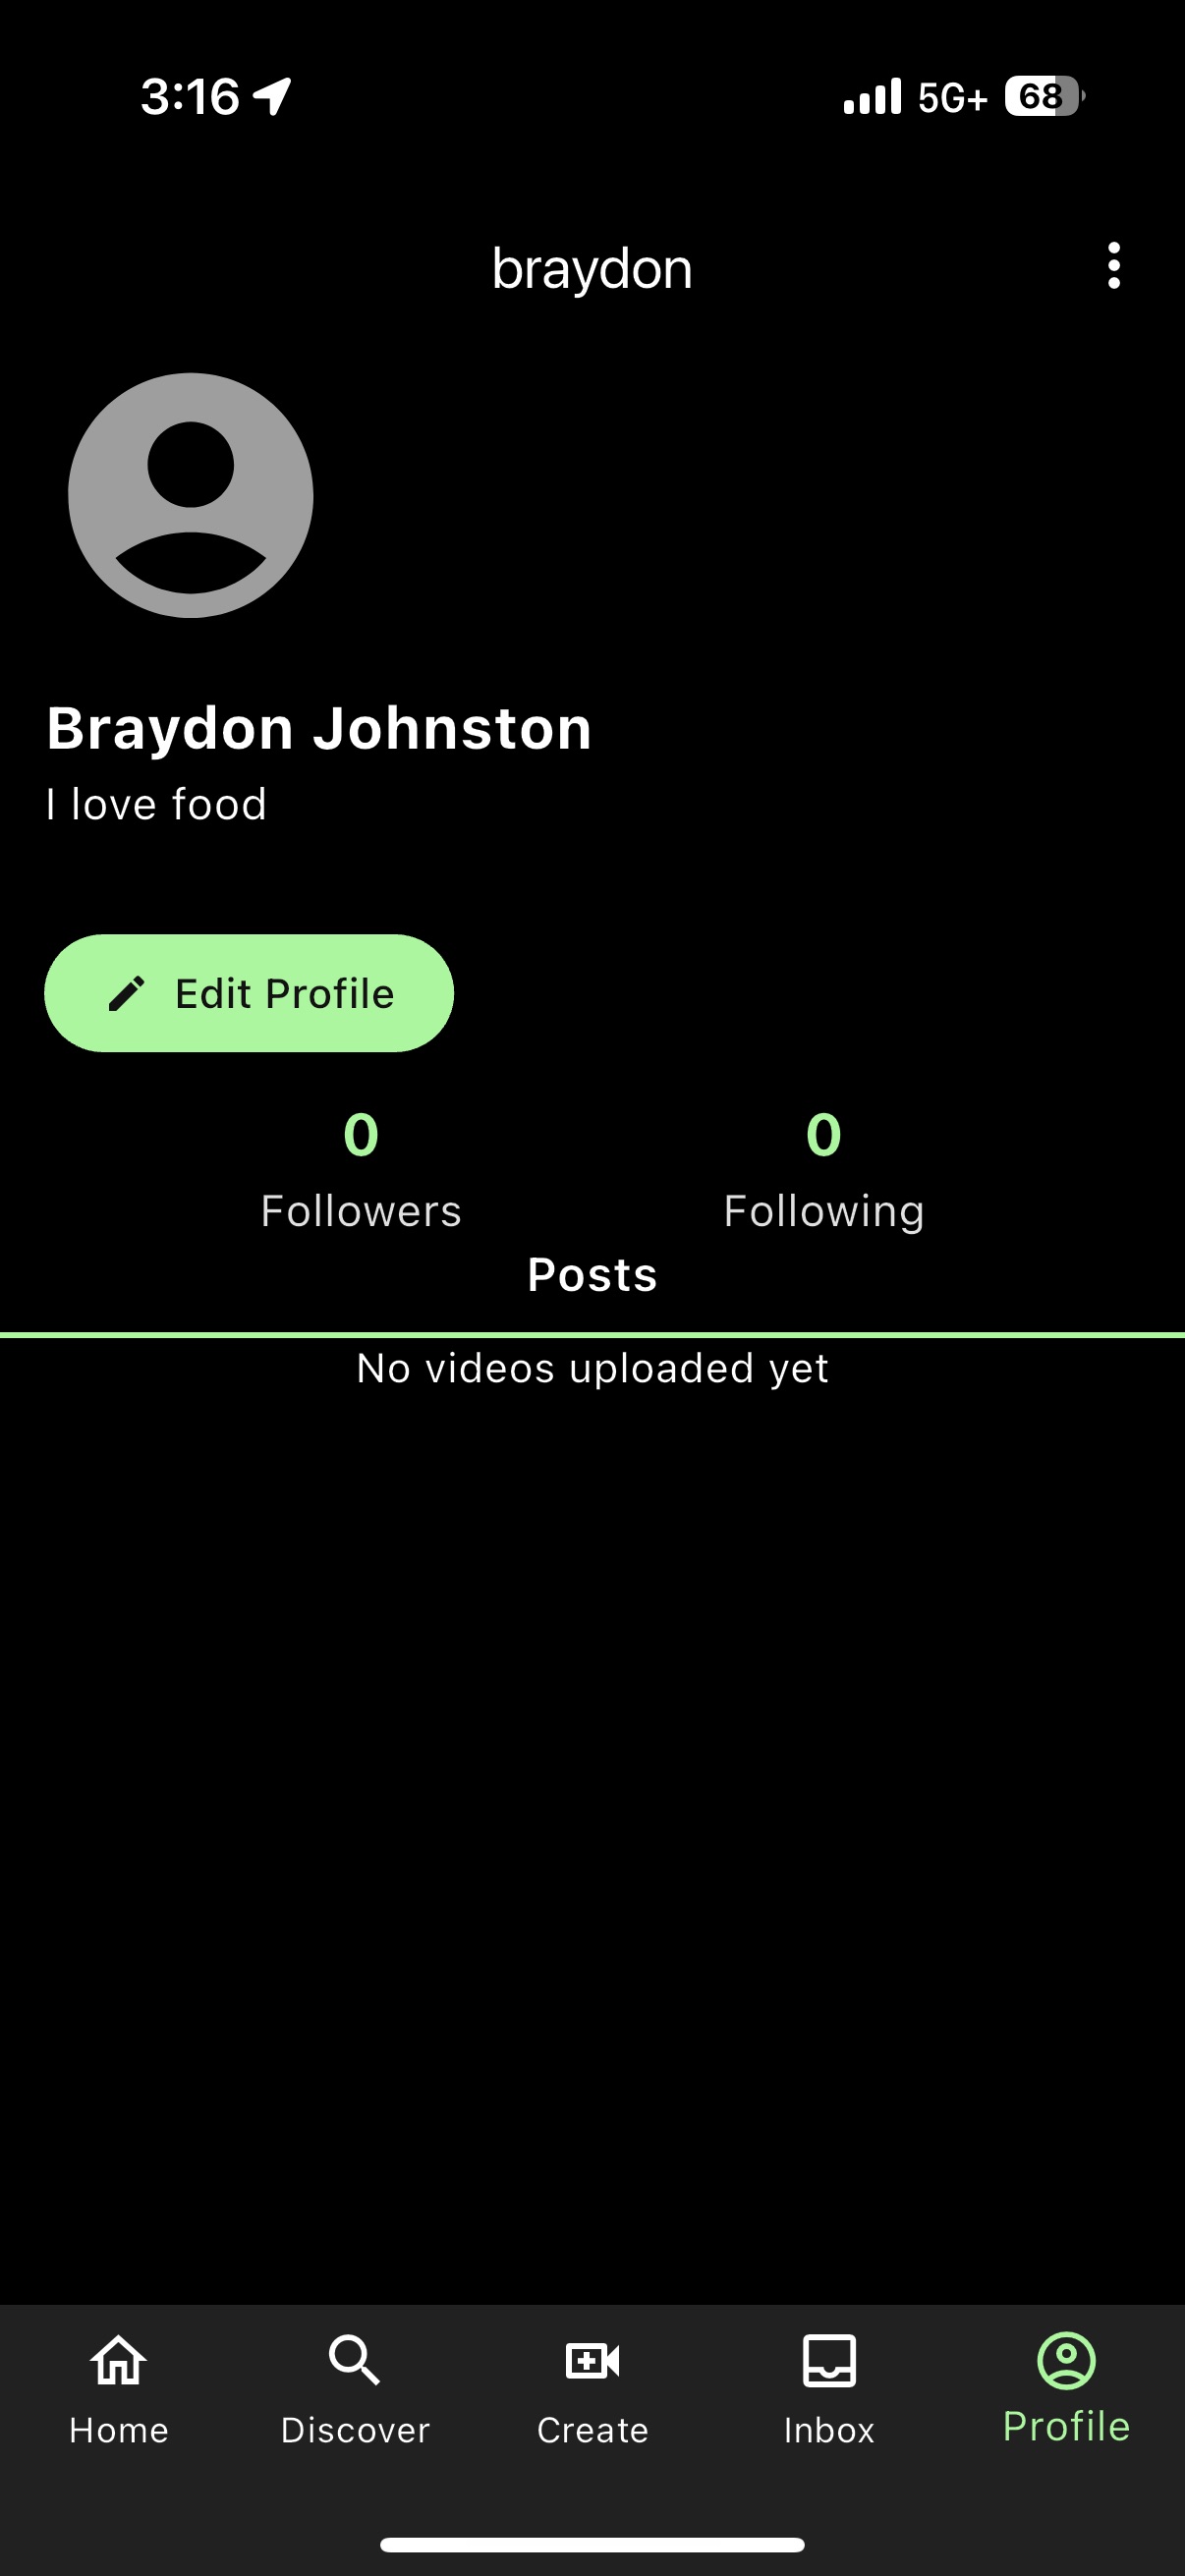 3:16 5G+ 68
braydon
Braydon Johnston
I love food
Edit Profile
0 0
Followers Following
Posts
No videos uploaded yet
Home Discover Create Inbox Profile